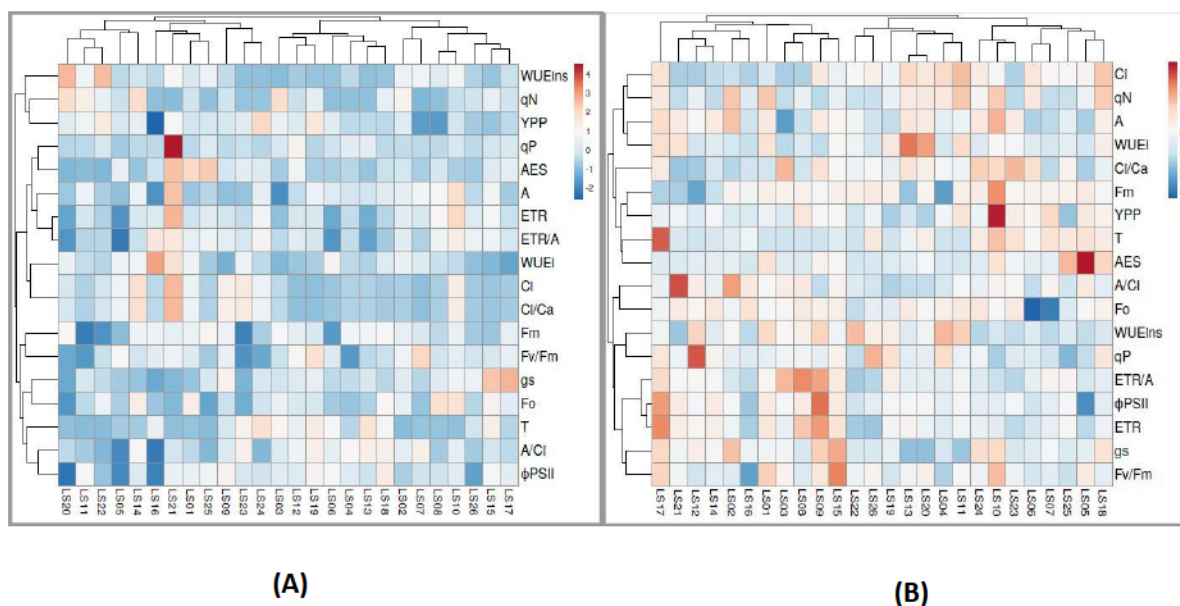 WUEins
qN
YPP
qP
AES
A
ETR
ETR/A
WUEi
Ci
Ci/Ca
Fm
Fv/Fm
gs
Fo
T
A/Ci
ϕPSII
4
3
2
1
0
-1
-2
LS20
LS11
LS22
LS05
LS14
LS16
LS21
LS01
LS25
LS09
LS23
LS24
LS03
LS12
LS19
LS06
LS04
LS13
LS18
LS02
LS07
LS08
LS10
LS26
LS15
LS17
(A)
Ci
qN
A
WUEi
Ci/Ca
Fm
YPP
T
AES
A/Ci
Fo
WUEins
qP
ETR/A
ϕPSII
ETR
gs
Fv/Fm
LS17
LS21
LS12
LS14
LS02
LS16
LS01
LS03
LS08
LS09
LS15
LS22
LS26
LS19
LS13
LS20
LS04
LS11
LS24
LS10
LS23
LS06
LS07
LS25
LS05
LS18
(B)